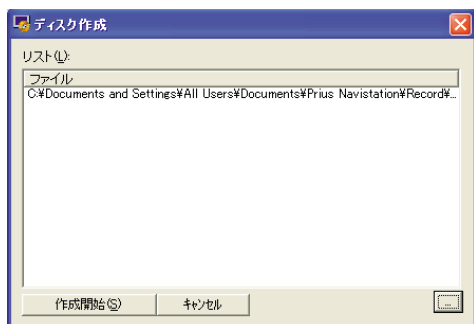 ディスク作成
リスト(L):
ファイル
C:¥Documents and Settings¥All Users¥Documents¥Prius Navistation¥Record¥...
作成開始(S)
キャンセル
...